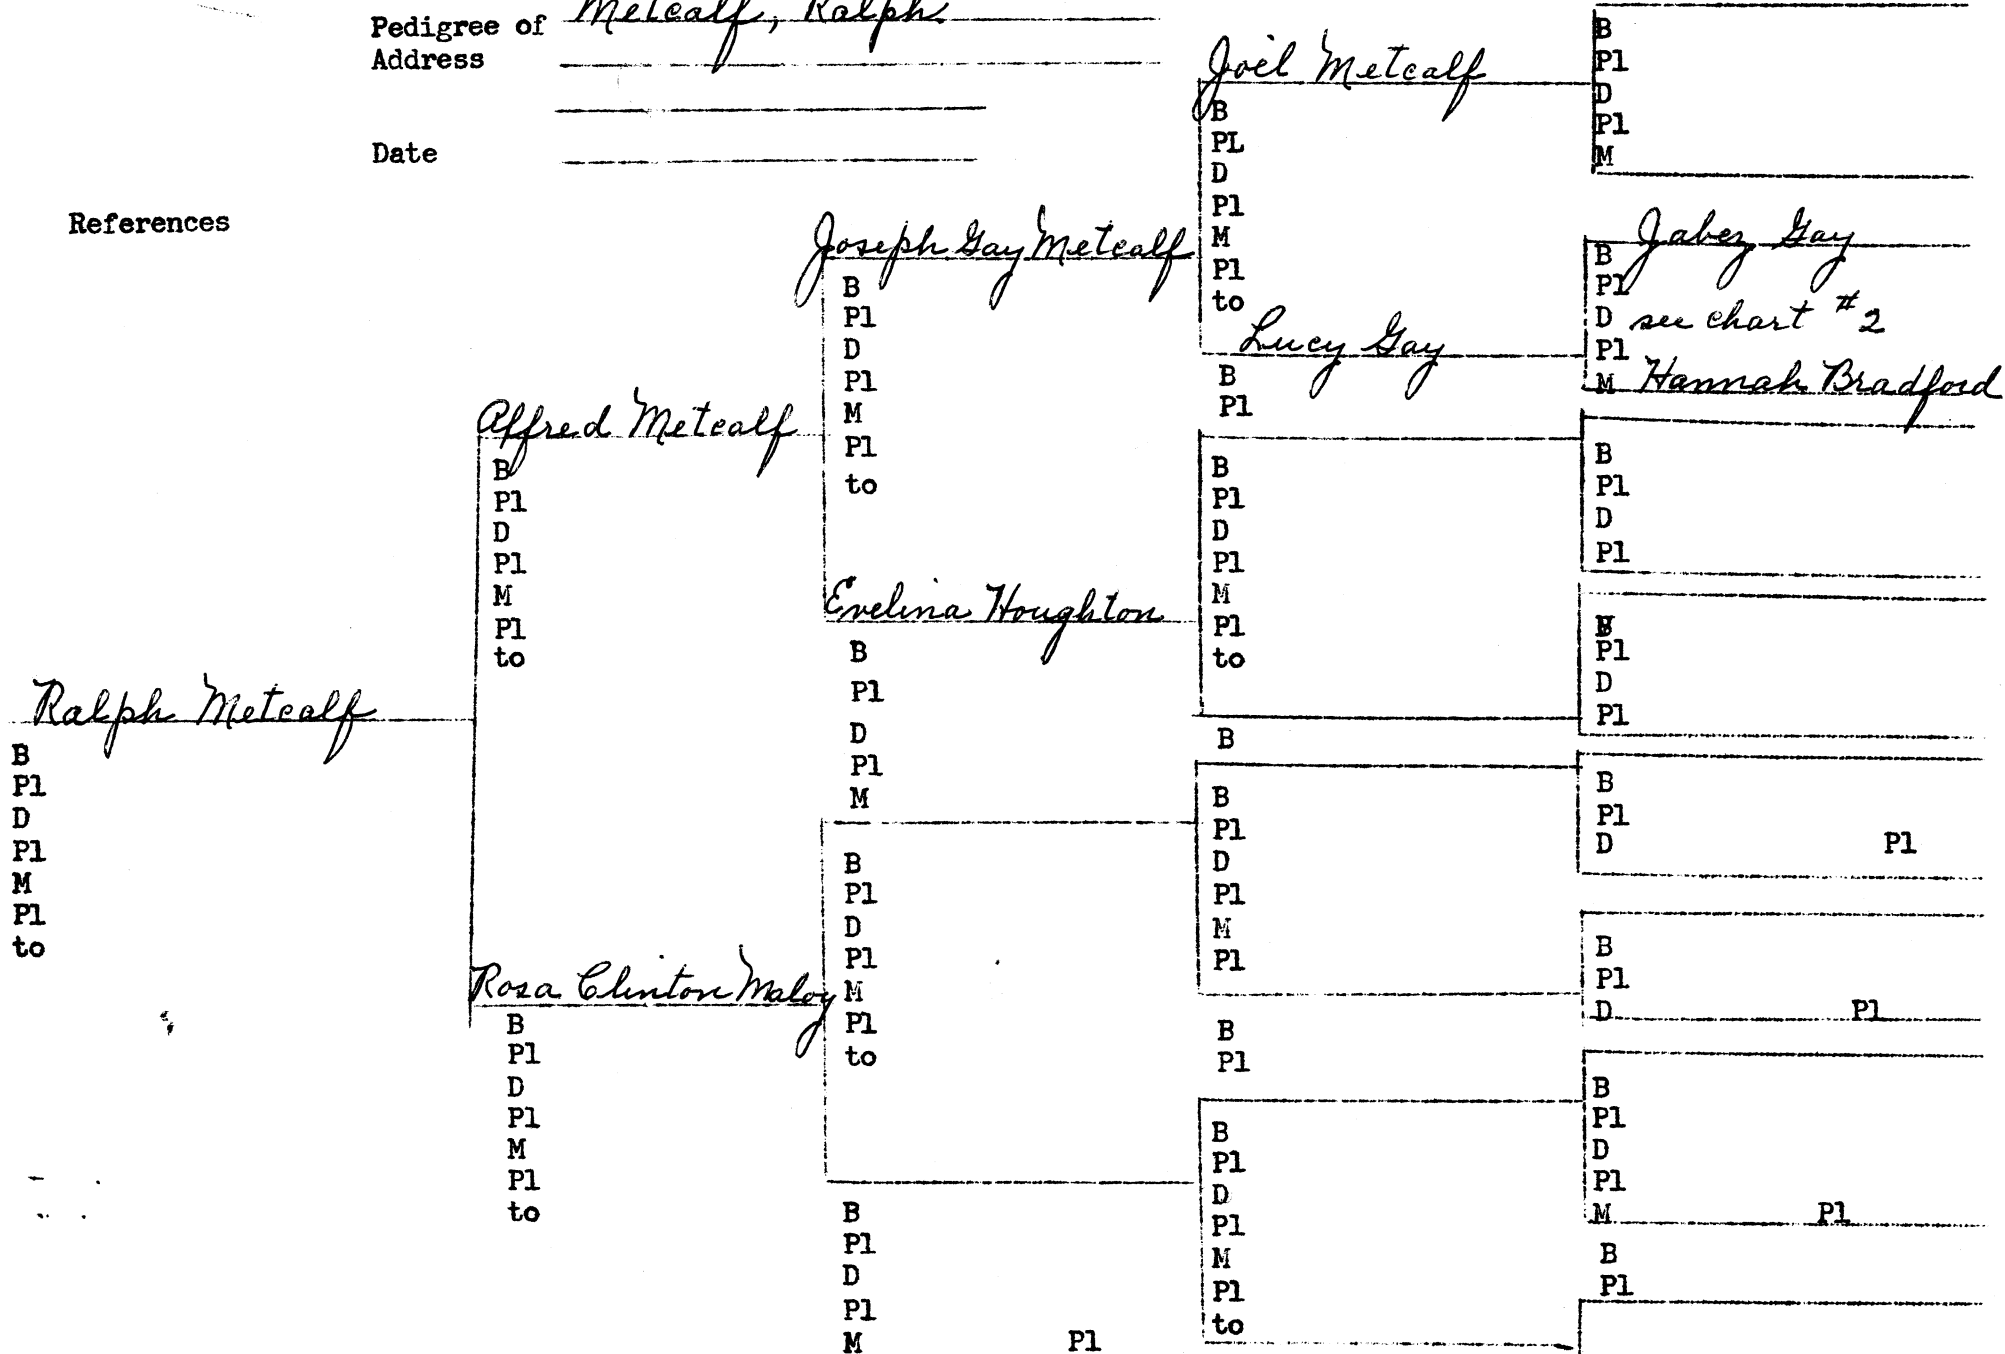 Pedigree of Metcalf, Ralph
Address
Date
References
Ralph Metcalf
B
Pl
D
Pl
M
Pl
to
Alfred Metcalf
B
Pl
D
Pl
M
Pl
to
Rosa Clinton Maloy
B
Pl
D
Pl
M
Pl
to
Joseph Gay Metcalf
B
Pl
D
Pl
M
Pl
to
Evelina Houghton
B
Pl
D
Pl
M
B
Pl
D
Pl
M
Pl
to
B
Pl
D
Pl
M Pl
Joel Metcalf
B
PL
D
Pl
M
Pl
to
Lucy Gay
B
Pl
B
Pl
D
Pl
M
Pl
to
B
B
Pl
D
Pl
M
Pl
B
Pl
B
Pl
D
Pl
M
Pl
to
B
Pl
D
Pl
M
Jabez Gay
B
Pl
D see chart #2
Pl
M Hannah Bradford
B
Pl
D
Pl
Pl
D
Pl
B
Pl
D Pl
B
Pl
D Pl
B
Pl
D
Pl
M Pl
B
Pl